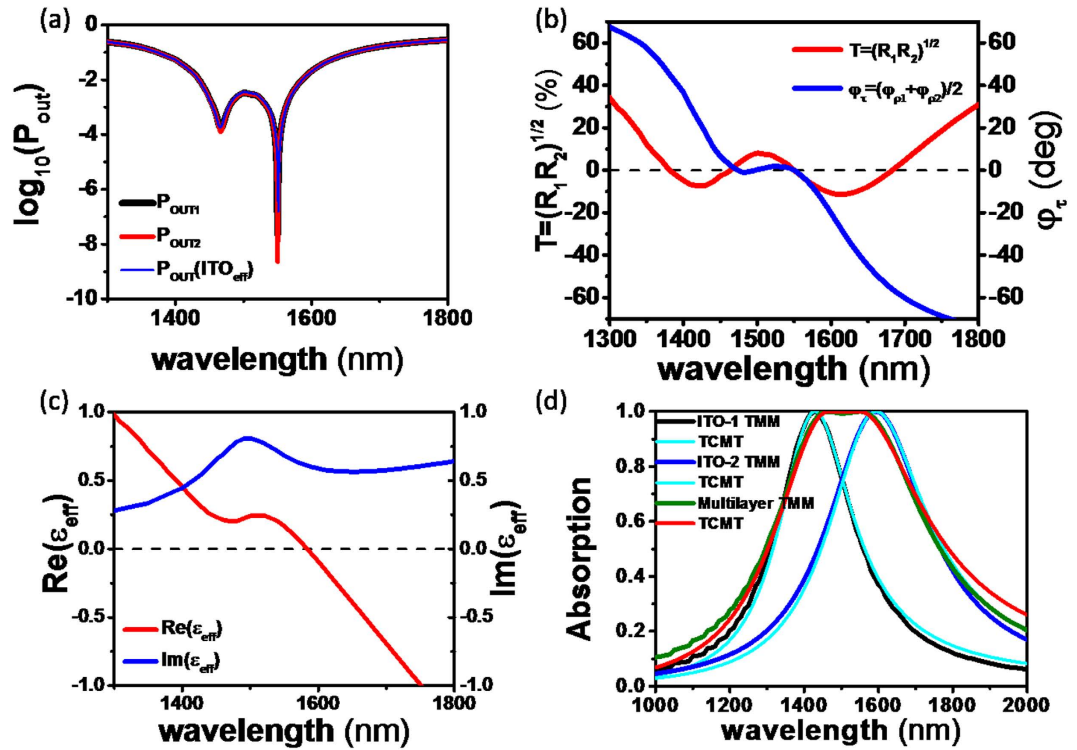 (a)
0
-2
-4
-6
-8
-10
log10(Pout)
POUT1
POUT2
POUT(ITOeff)
1400 1600 1800
wavelength (nm)
(b)
60
40
20
0
-20
-40
-60
T=(R1R2)^1/2 (%)
T=(R1R2)^1/2
φτ=(φρ1+φρ2)/2
60
40
20
0
-20
-40
-60
φτ (deg)
1300 1400 1500 1600 1700 1800
wavelength (nm)
(c)
1.0
0.5
0.0
0.5
-1.0
Re(εeff)
Re(εeff)
Im(εeff)
1.0
0.5
0.0
0.5
-1.0
Im(εeff)
1400 1600 1800
wavelength (nm)
(d)
1.0
0.8
0.6
0.4
0.2
0.0
Absorption
ITO-1 TMM
TCMT
ITO-2 TMM
TCMT
Multilayer TMM
TCMT
1000 1200 1400 1600 1800 2000
wavelength (nm)